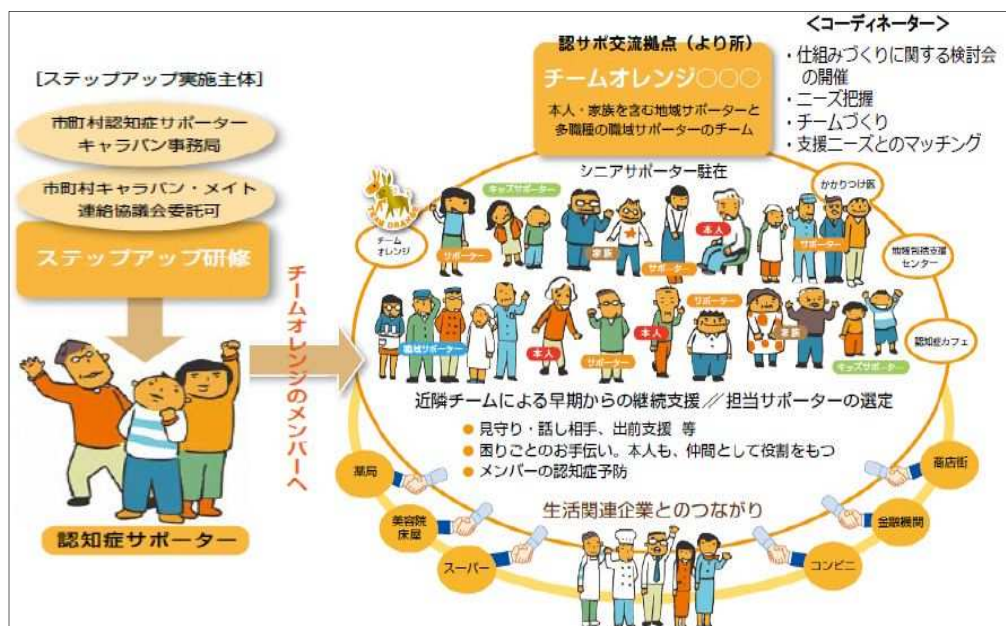 [ステップアップ実施主体]
市町村認知症サポーター
キャラバン事務局
市町村キャラバン・メイト
連絡協議会委託可
ステップアップ研修
認知症サポーター
チームオレンジのメンバーへ
認サポ交流拠点（より所）
チームオレンジ○○○
本人・家族を含む地域サポーターと
多職種の職域サポーターのチーム
＜コーディネーター＞
・仕組みづくりに関する検討会
の開催
・ニーズ把握
・チームづくり
・支援ニーズとのマッチング
シニアサポーター駐在
TEAM ORANGE
チーム
オレンジ
キッズサポーター
サポーター
家族
サポーター
本人
サポーター
かかりつけ医
地域包括支援
センター
認知症カフェ
職域サポーター
本人
サポーター
本人
サポーター
家族
キッズサポーター
近隣チームによる早期からの継続支援／／担当サポーターの選定
● 見守り・話し相手、出前支援 等
● 困りごとのお手伝い。本人も、仲間として役割をもつ
● メンバーの認知症予防
生活関連企業とのつながり
薬局
美容院
床屋
スーパー
商店街
金融機関
コンビニ